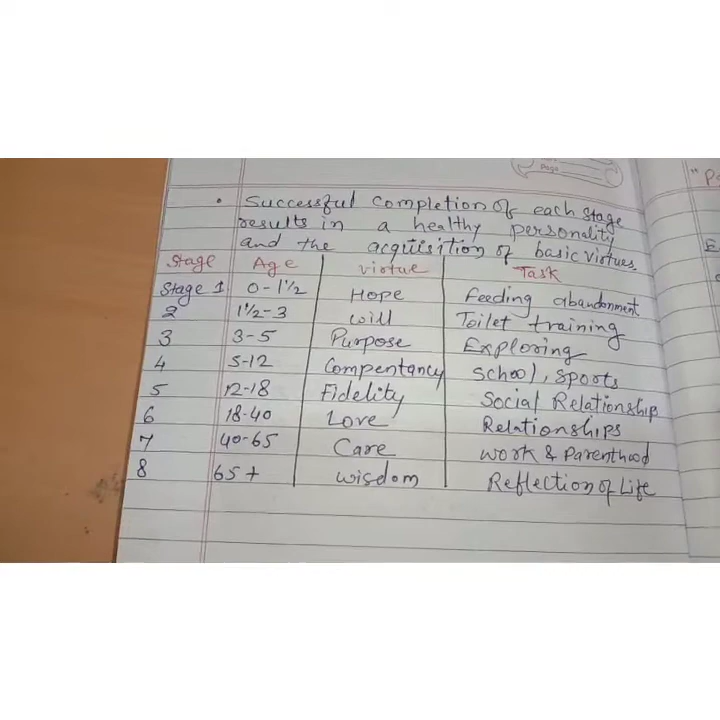 Page
"P
• Successful completion of each stage
results in a healthy personality
and the acquisition of basic virtues.
Stage Age virtue Task
Stage 1 0-1½ Hope Feeding abandonment
2 1½-3 will Toilet training
3 3-5 Purpose Exploring
4 5-12 Compentancy School, Sports
5 12-18 Fidelity Social Relationship
6 18-40 Love Relationships
7 40-65 Care Work & Parenthood
8 65+ wisdom Reflection of Life